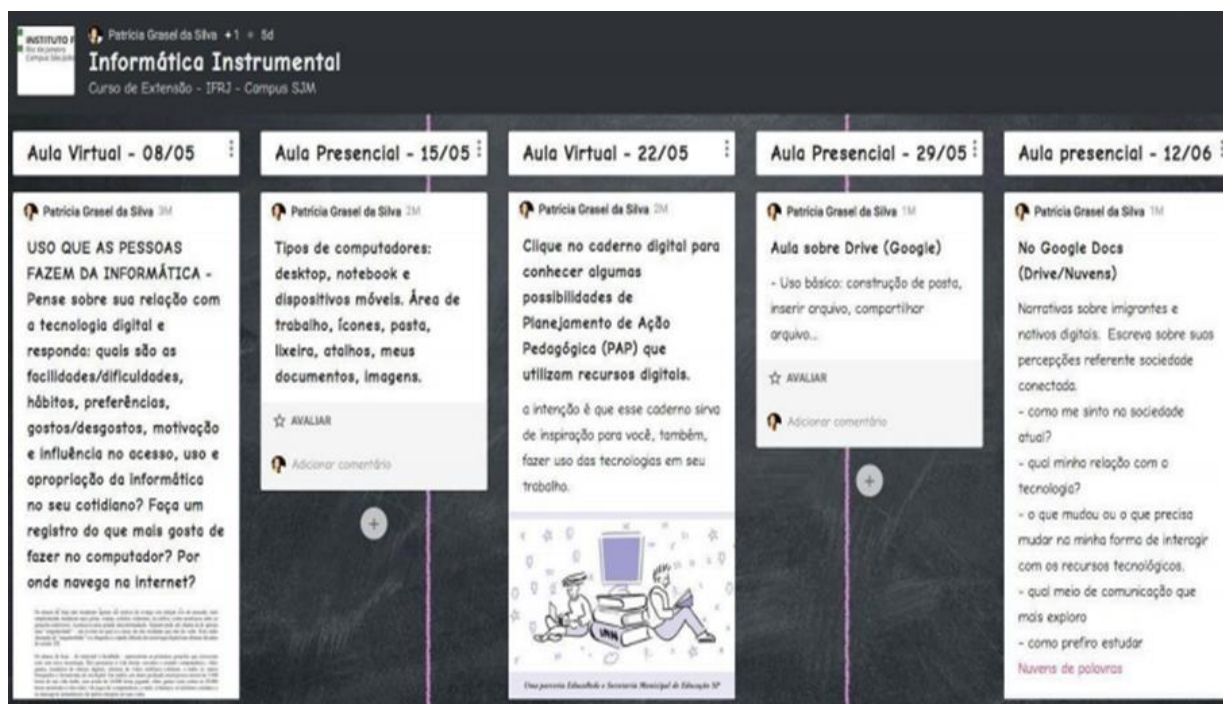 INSTITUTO F
Patrícia Grasel da Silva +1 • 5d
Informática Instrumental
Curso de Extensão - IFRJ - Campus SJM
Aula Virtual - 08/05
Patrícia Grasel da Silva 3M
USO QUE AS PESSOAS
FAZEM DA INFORMÁTICA -
Pense sobre sua relação com
a tecnologia digital e
responda: quais são as
facilidades/dificuldades,
hábitos, preferências,
gostos/desgostos, motivação
e influência no acesso, uso e
apropriação da informática
no seu cotidiano? Faça um
registro do que mais gosta de
fazer no computador? Por
onde navega na internet?
Aula Presencial - 15/05
Patrícia Grasel da Silva 2M
Tipos de computadores:
desktop, notebook e
dispositivos móveis. Área de
trabalho, ícones, pasta,
lixeira, atalhos, meus
documentos, imagens.
AVALIAR
Adicionar comentário
Aula Virtual - 22/05
Patrícia Grasel da Silva 2M
Clique no caderno digital para
conhecer algumas
possibilidades de
Planejamento de Ação
Pedagógica (PAP) que
utilizam recursos digitais.
a intenção é que esse caderno sirva
de inspiração para você, também,
fazer uso das tecnologias em seu
trabalho.
Uma parceria EducaRede e Secretaria Municipal de Educação SP
Aula Presencial - 29/05
Patrícia Grasel da Silva 1M
Aula sobre Drive (Google)
- Uso básico: construção de pasta,
inserir arquivo, compartilhar
arquivo...
AVALIAR
Adicionar comentário
Aula presencial - 12/06
Patrícia Grasel da Silva 1M
No Google Docs
(Drive/Nuvens)
Narrativas sobre imigrantes e
nativos digitais. Escreva sobre suas
percepções referente sociedade
conectada.
- como me sinto na sociedade
atual?
- qual minha relação com a
tecnologia?
- o que mudou ou o que precisa
mudar na minha forma de interagir
com os recursos tecnológicos.
- qual meio de comunicação que
mais exploro
- como prefiro estudar
Nuvens de palavras